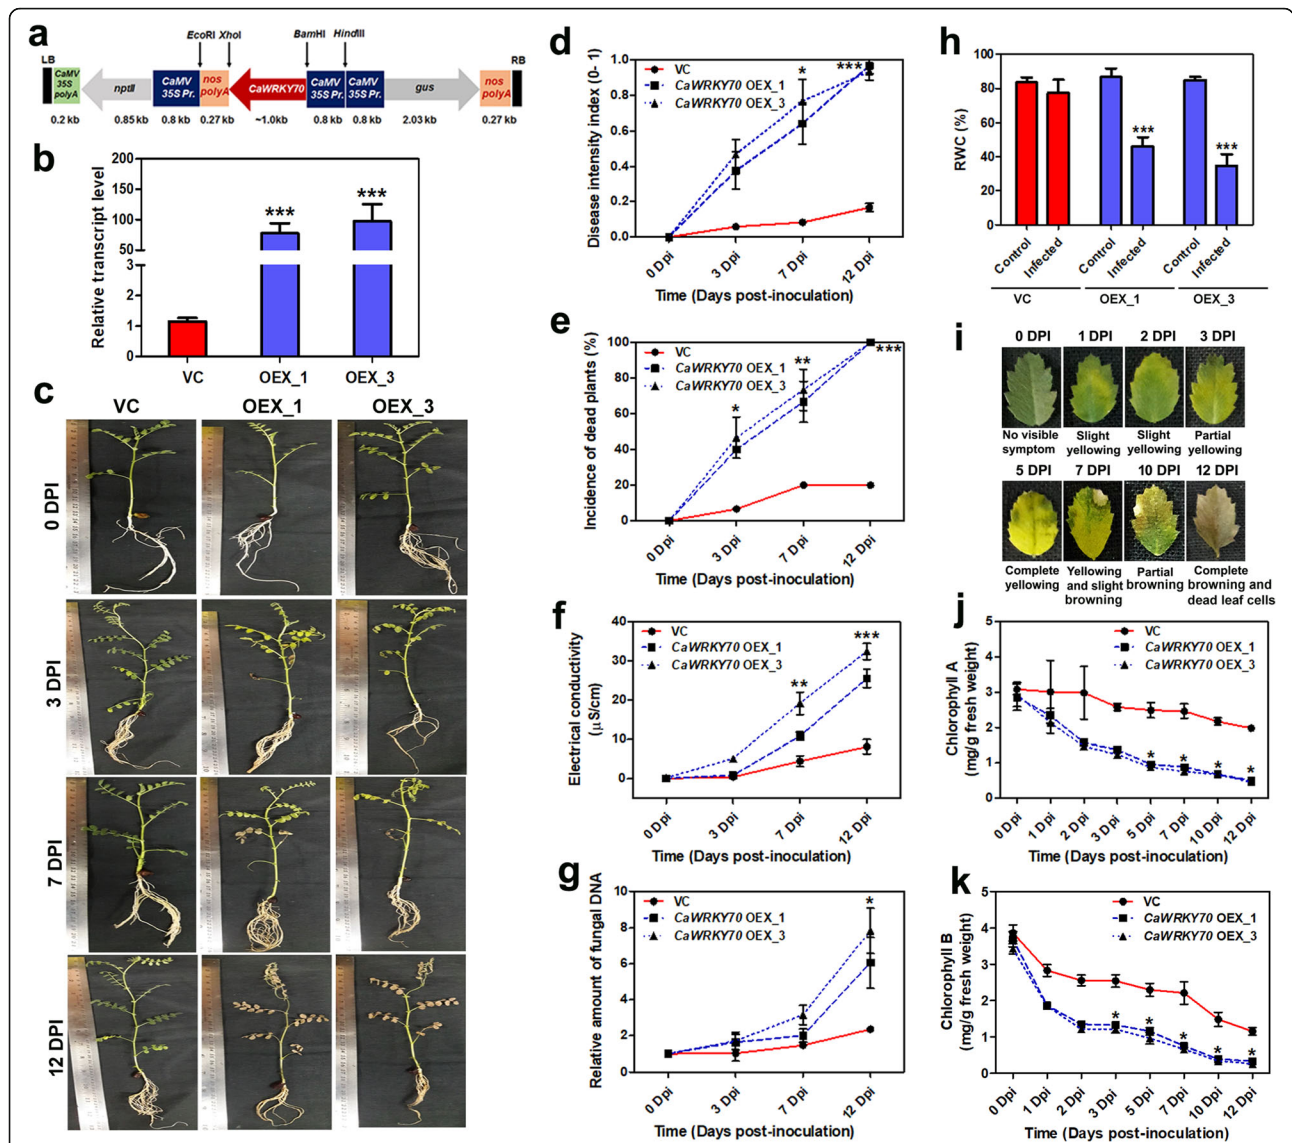 a
EcoRI XhoI BamHI HindIII
LB RB
CaMV 35S polyA nptII CaMV 35S Pr. nos polyA CaWRKY70 CaMV 35S Pr. CaMV 35S Pr. gus nos polyA
0.2 kb 0.85 kb 0.8 kb 0.27 kb ~1.0kb 0.8 kb 0.8 kb 2.03 kb 0.27 kb
b
Relative transcript level
200
150
100
50
3
2
1
0
*** ***
VC OEX_1 OEX_3
c
VC OEX_1 OEX_3
0 DPI
3 DPI
7 DPI
12 DPI
d
Disease intensity index (0- 1)
1.0
0.8
0.6
0.4
0.2
0.0
VC
CaWRKY70 OEX_1
CaWRKY70 OEX_3
* ***
0 Dpi 3 Dpi 7 Dpi 12 Dpi
Time (Days post-inoculation)
e
Incidence of dead plants (%)
100
80
60
40
20
0
VC
CaWRKY70 OEX_1
CaWRKY70 OEX_3
* ** ***
0 Dpi 3 Dpi 7 Dpi 12 Dpi
Time (Days post-inoculation)
f
Electrical conductivity
(µS/cm)
40
30
20
10
0
VC
CaWRKY70 OEX_1
CaWRKY70 OEX_3
** ***
0 Dpi 3 Dpi 7 Dpi 12 Dpi
Time (Days post-inoculation)
g
Relative amount of fungal DNA
10
8
6
4
2
0
VC
CaWRKY70 OEX_1
CaWRKY70 OEX_3
*
0 Dpi 3 Dpi 7 Dpi 12 Dpi
Time (Days post-inoculation)
h
RWC (%)
100
80
60
40
20
0
*** ***
Control Infected Control Infected Control Infected
VC OEX_1 OEX_3
i
0 DPI 1 DPI 2 DPI 3 DPI
No visible symptom Slight yellowing Slight yellowing Partial yellowing
5 DPI 7 DPI 10 DPI 12 DPI
Complete yellowing Yellowing and slight browning Partial browning Complete browning and dead leaf cells
j
Chlorophyll A
(mg/g fresh weight)
5
4
3
2
1
0
VC
CaWRKY70 OEX_1
CaWRKY70 OEX_3
* * * *
0 Dpi 1 Dpi 2 Dpi 3 Dpi 5 Dpi 7 Dpi 10 Dpi 12 Dpi
Time (Days post-inoculation)
k
Chlorophyll B
(mg/g fresh weight)
5
4
3
2
1
0
VC
CaWRKY70 OEX_1
CaWRKY70 OEX_3
* * * * *
0 Dpi 1 Dpi 2 Dpi 3 Dpi 5 Dpi 7 Dpi 10 Dpi 12 Dpi
Time (Days post-inoculation)